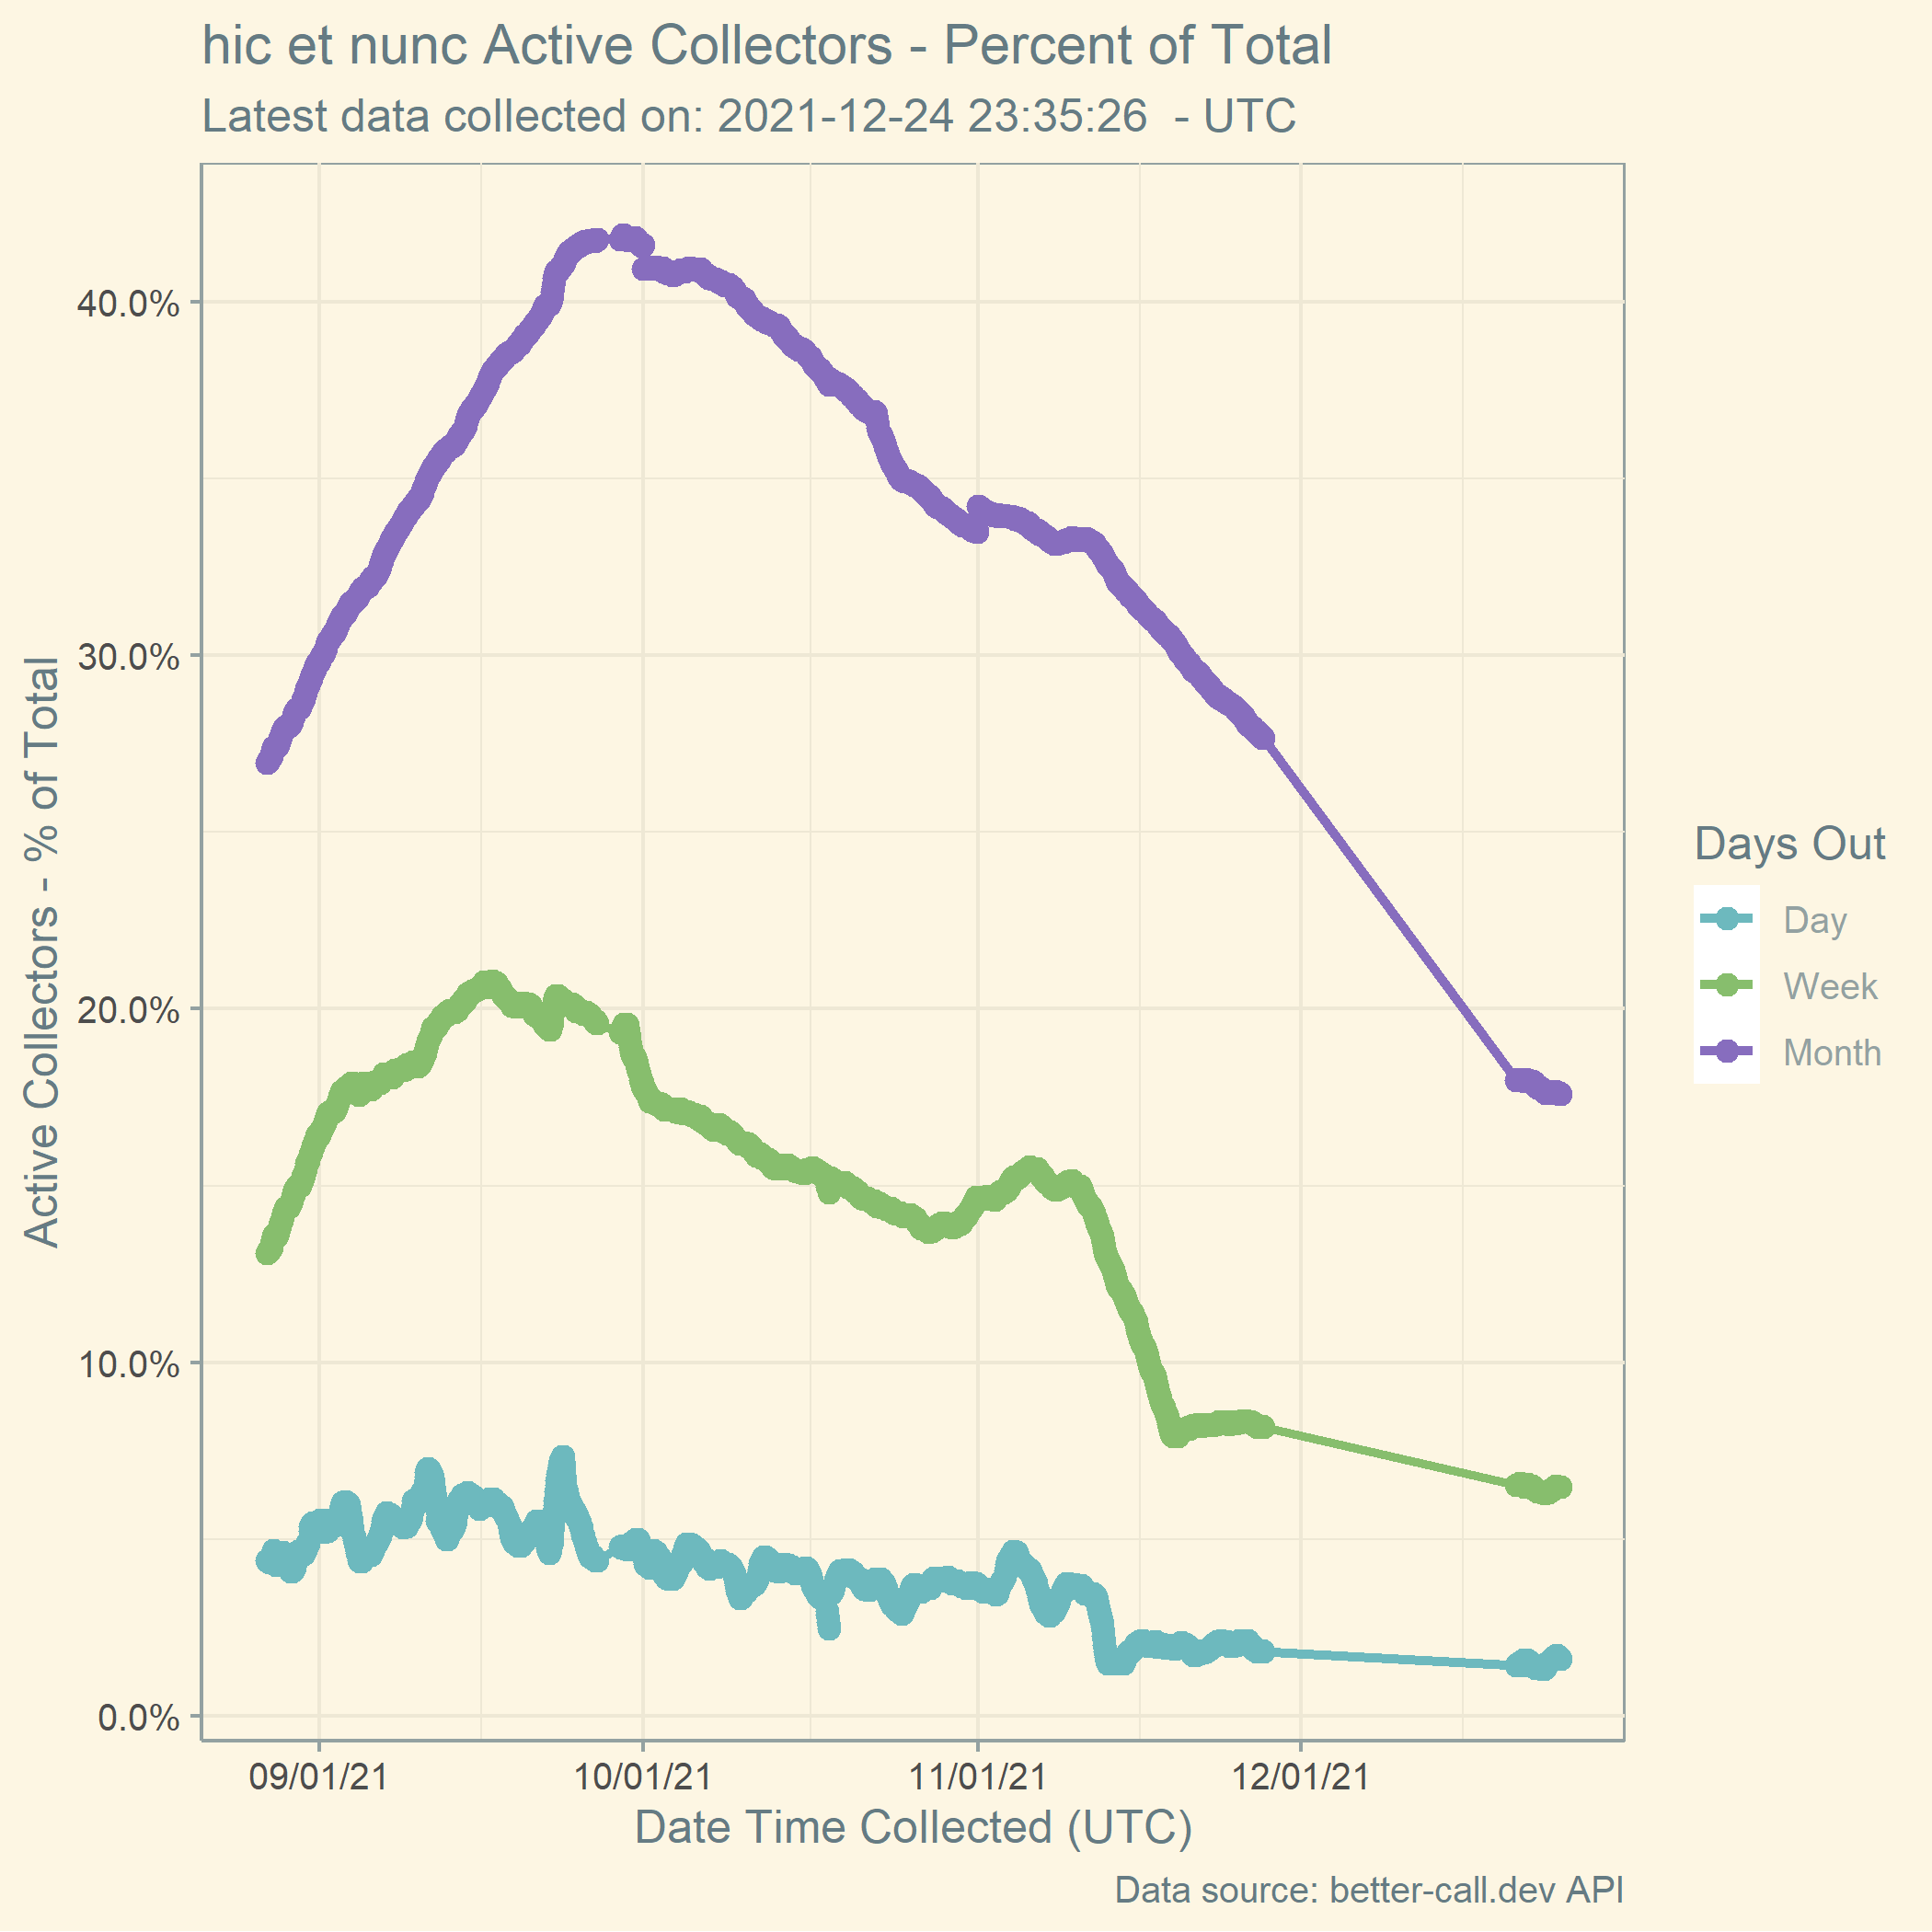 hic et nunc Active Collectors - Percent of Total
Latest data collected on: 2021-12-24 23:35:26  - UTC
Active Collectors - % of Total
40.0%
30.0%
20.0%
10.0%
0.0%
09/01/21
10/01/21
11/01/21
12/01/21
Date Time Collected (UTC)
Days Out
Day
Week
Month
Data source: better-call.dev API